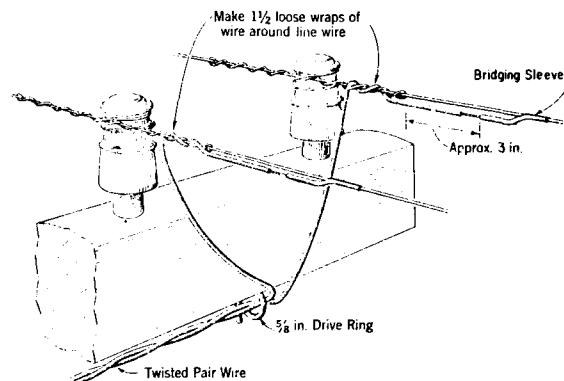 Make 1½ loose wraps of
wire around line wire
Bridging Sleeve
Approx. 3 in.
⅝ in. Drive Ring
Twisted Pair Wire